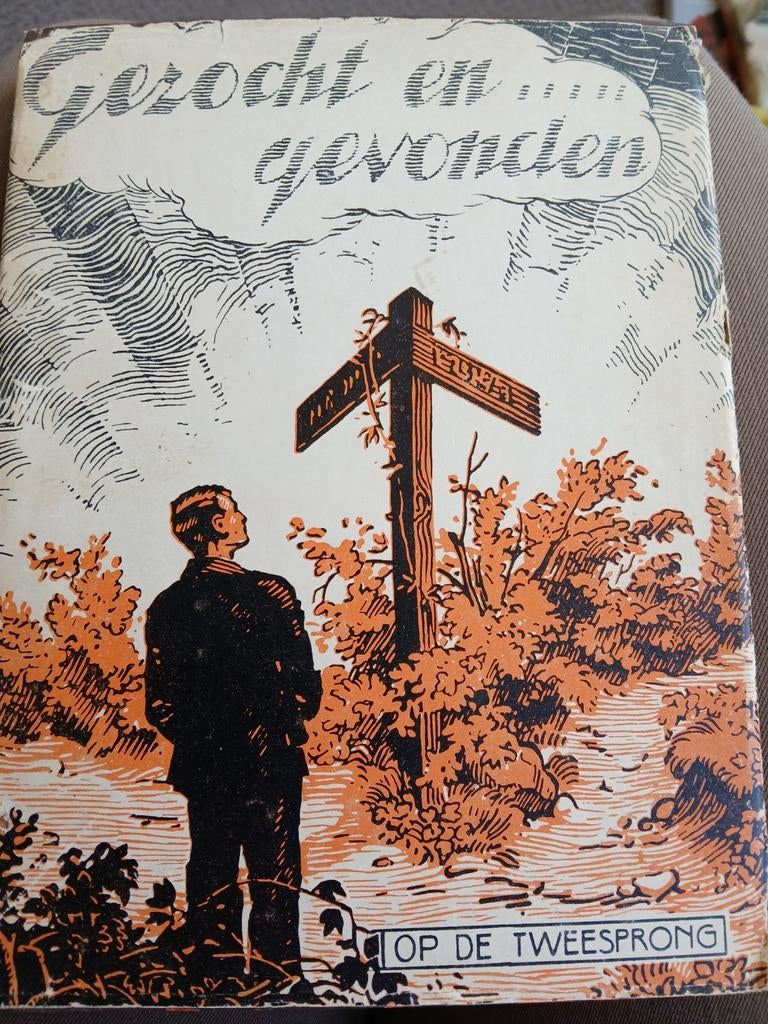 Gezocht en .....
gevonden
OP DE TWEESPRONG